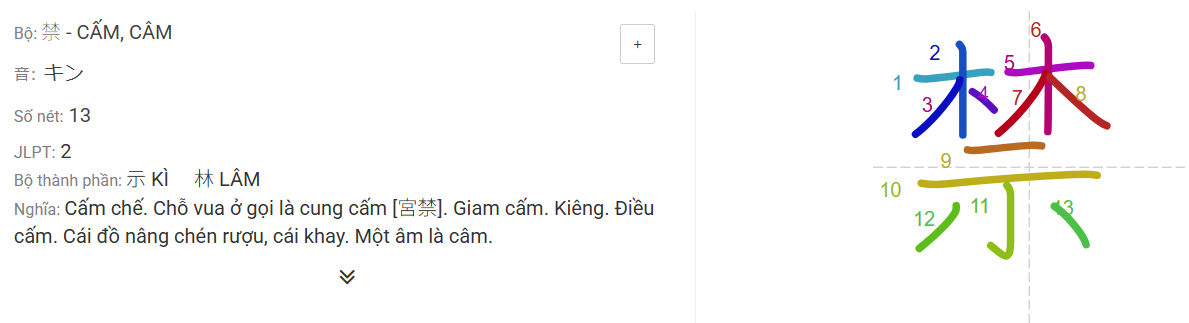 Bộ: 禁 - CẤM, CÂM
+
音: キン
Số nét: 13
JLPT: 2
Bộ thành phần: 示 KÌ 林 LÂM
Nghĩa: Cấm chế. Chỗ vua ở gọi là cung cấm [宮禁]. Giam cấm. Kiêng. Điều
cấm. Cái đồ nâng chén rượu, cái khay. Một âm là câm.
禁
1
2
3
4
5
6
7
8
9
10
11
12
13